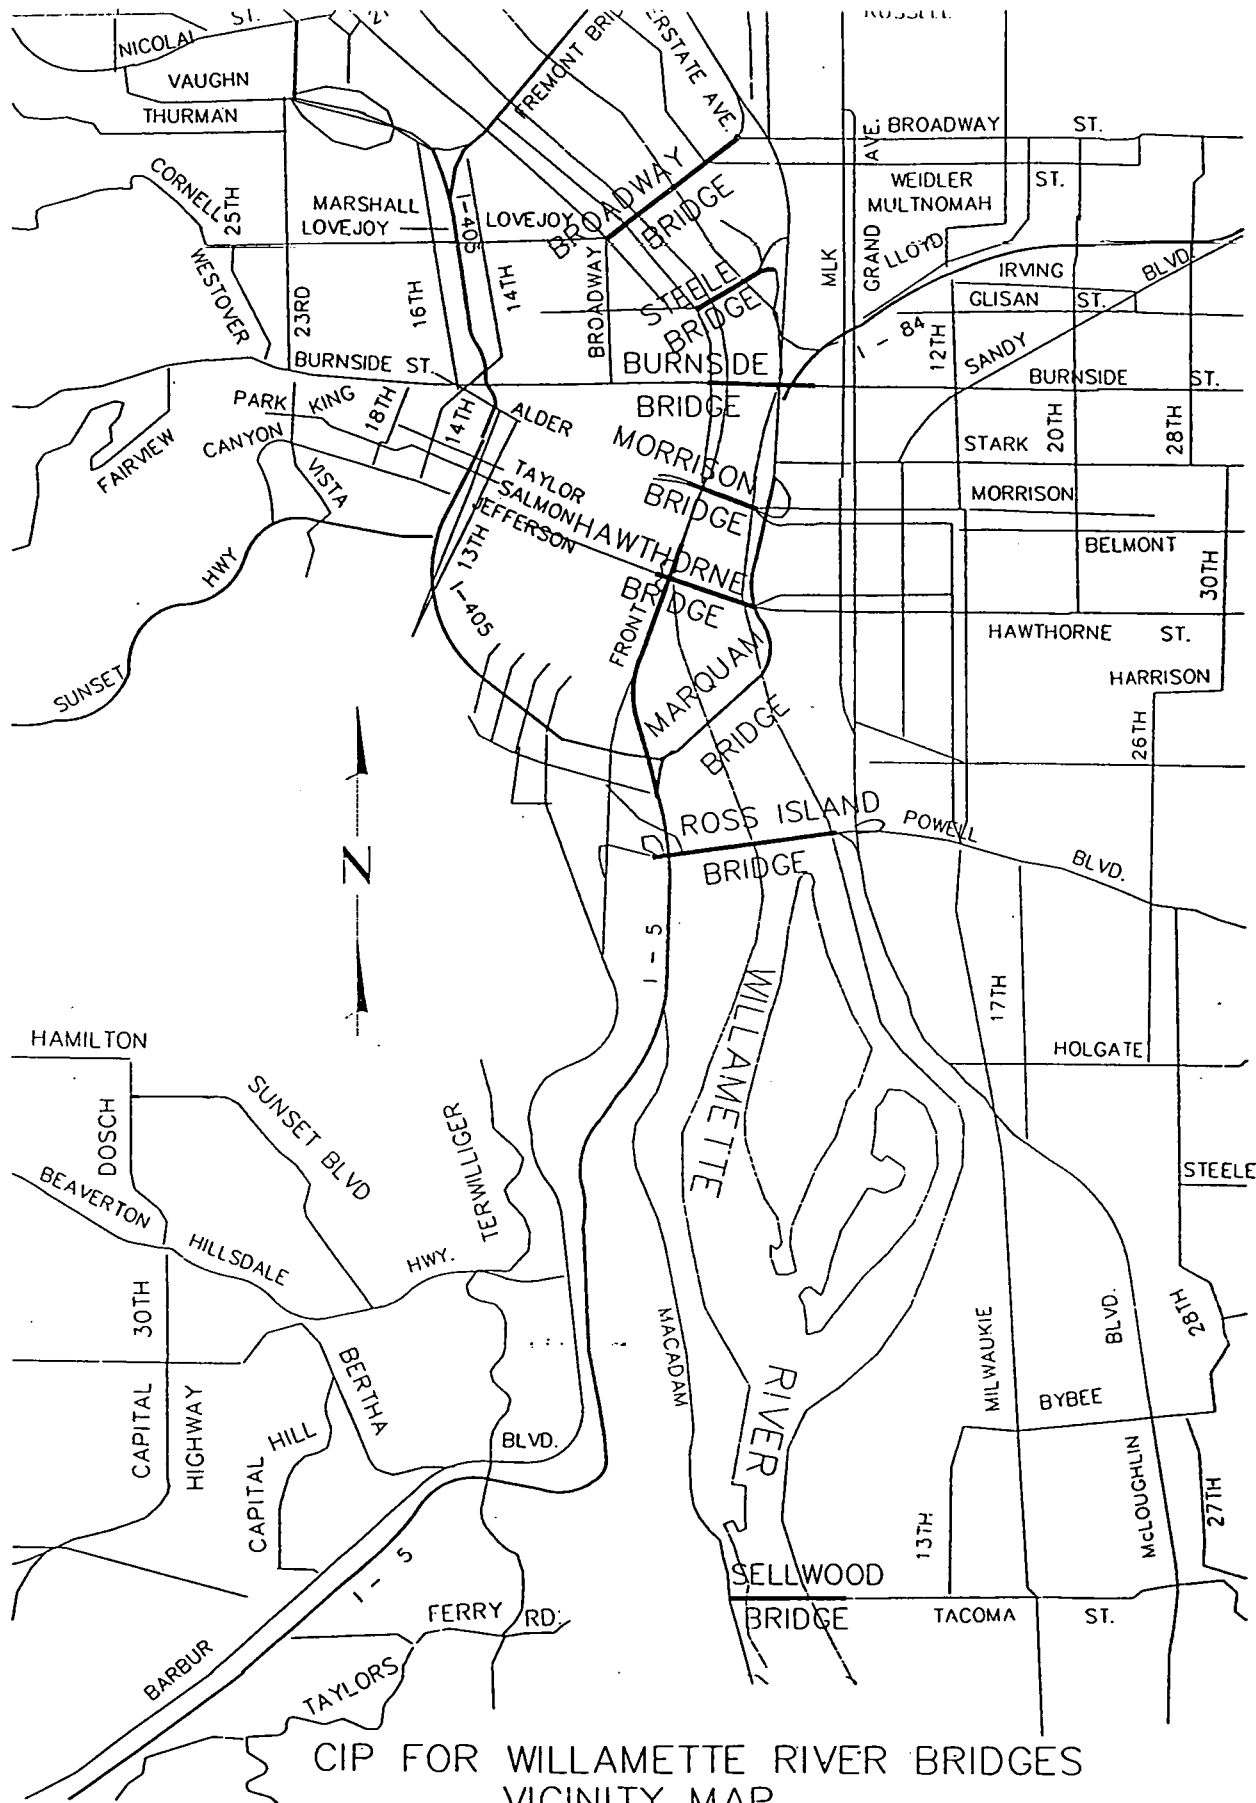 ST.
NICOLAI
VAUGHN
THURMAN
FREMONT BRI
ERSTATE AVE.
RUSSELL
BROADWAY ST.
GRAND AVE.
MLK
WEIDLER ST.
MULTNOMAH
LLOYD
CORNELL
25TH
MARSHALL
LOVEJOY
LOVEJOY
I-405
BROADWAY
BRIDGE
WESTOVER
23RD
16TH
14TH
BROADWAY
STEELE
BRIDGE
IRVING
GLISAN ST.
BLVD.
I - 84
12TH
SANDY
BURNSIDE ST.
BURNSIDE
BRIDGE
BURNSIDE ST.
PARK
KING
18TH
14TH
ALDER
FAIRVIEW
CANYON
VISTA
MORRISON
BRIDGE
STARK
20TH
28TH
TAYLOR
SALMON
JEFFERSON
MORRISON
BELMONT
30TH
HWY
SUNSET
13TH
I-405
HAWTHORNE
BRIDGE
FRONT
HAWTHORNE ST.
HARRISON
MARQUAM
BRIDGE
26TH
N
ROSS ISLAND
BRIDGE
POWELL
BLVD.
I - 5
WILLAMETTE
17TH
HAMILTON
HOLGATE
DOSCH
SUNSET BLVD
TERWILLIGER
STEELE
BEAVERTON
HILLSDALE
HWY.
30TH
MACADAM
RIVER
MILWAUKIE
BLVD.
28TH
BERTHA
CAPITAL
HIGHWAY
BYBEE
CAPITAL
HILL
BLVD.
McLOUGHLIN
27TH
13TH
I - 5
SELLWOOD
BRIDGE
TACOMA ST.
FERRY RD.
BARBUR
TAYLORS
CIP FOR WILLAMETTE RIVER BRIDGES
VICINITY MAP